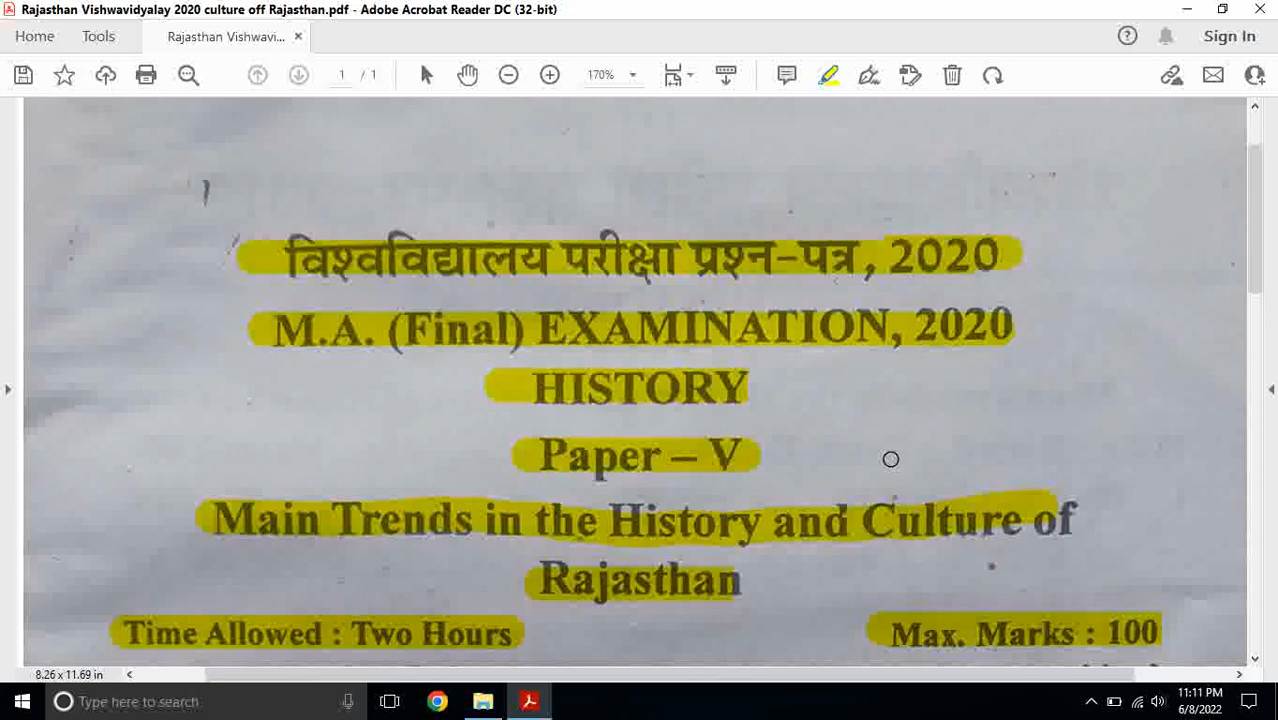 Rajasthan Vishwavidyalay 2020 culture off Rajasthan.pdf - Adobe Acrobat Reader DC (32-bit)
Home Tools Rajasthan Vishwavi... × Sign In
1 / 1 170%
विश्वविद्यालय परीक्षा प्रश्न-पत्र, 2020
M.A. (Final) EXAMINATION, 2020
HISTORY
Paper – V
Main Trends in the History and Culture of
Rajasthan
Time Allowed : Two Hours Max. Marks : 100
8.26 x 11.69 in
Type here to search
11:11 PM
6/8/2022